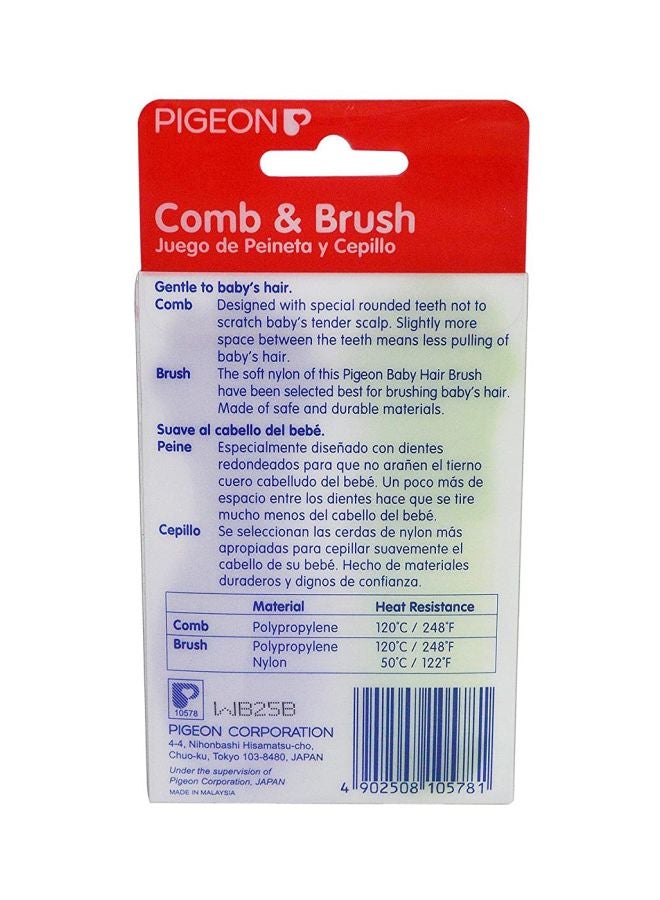 PIGEON
Comb & Brush
Juego de Peineta y Cepillo
Gentle to baby's hair.
Comb Designed with special rounded teeth not to
scratch baby's tender scalp. Slightly more
space between the teeth means less pulling of
baby's hair.
Brush The soft nylon of this Pigeon Baby Hair Brush
have been selected best for brushing baby's hair.
Made of safe and durable materials.
Suave al cabello del bebé.
Peine Especialmente diseñado con dientes
redondeados para que no arañen el tierno
cuero cabelludo del bebé. Un poco más de
espacio entre los dientes hace que se tire
mucho menos del cabello del bebé.
Cepillo Se seleccionan las cerdas de nylon más
apropiadas para cepillar suavemente el
cabello de su bebé. Hecho de materiales
duraderos y dignos de confianza.
Material Heat Resistance
Comb Polypropylene 120°C / 248°F
Brush Polypropylene 120°C / 248°F
Nylon 50°C / 122°F
10578
WB25B
PIGEON CORPORATION
4-4, Nihonbashi Hisamatsu-cho,
Chuo-ku, Tokyo 103-8480, JAPAN
Under the supervision of
Pigeon Corporation, JAPAN
MADE IN MALAYSIA
4 902508 105781